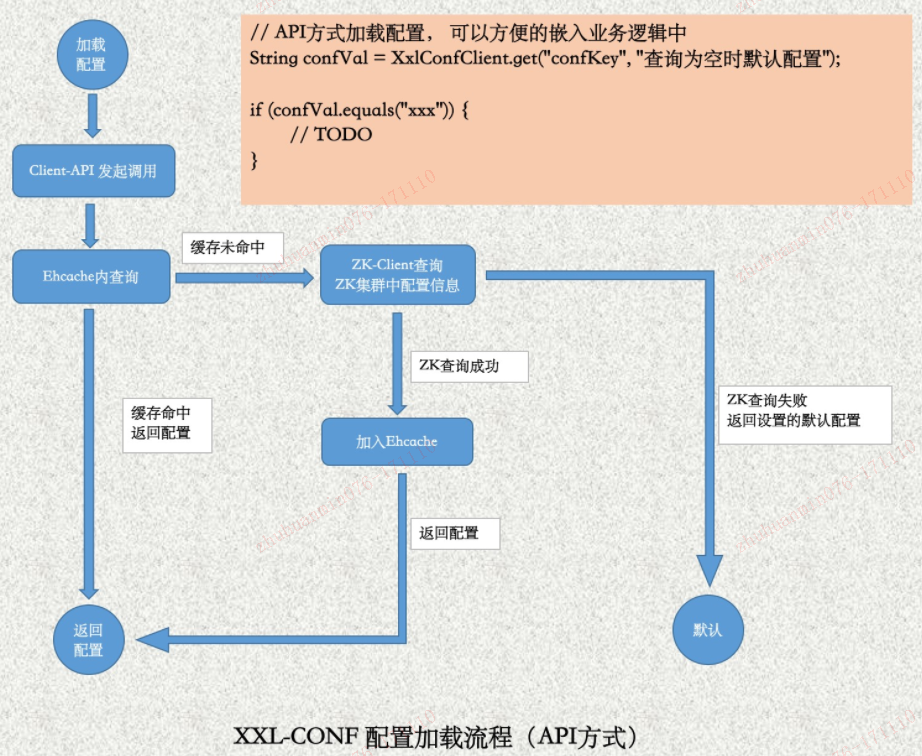 加载
配置
// API方式加载配置， 可以方便的嵌入业务逻辑中
String confVal = XxlConfClient.get("confKey", "查询为空时默认配置");
if (confVal.equals("xxx")) {
// TODO
}
Client-API 发起调用
Ehcache内查询
缓存未命中
ZK-Client查询
ZK集群中配置信息
ZK查询成功
缓存命中
返回配置
ZK查询失败
返回设置的默认配置
加入Ehcache
返回配置
返回
配置
默认
XXL-CONF 配置加载流程（API方式）